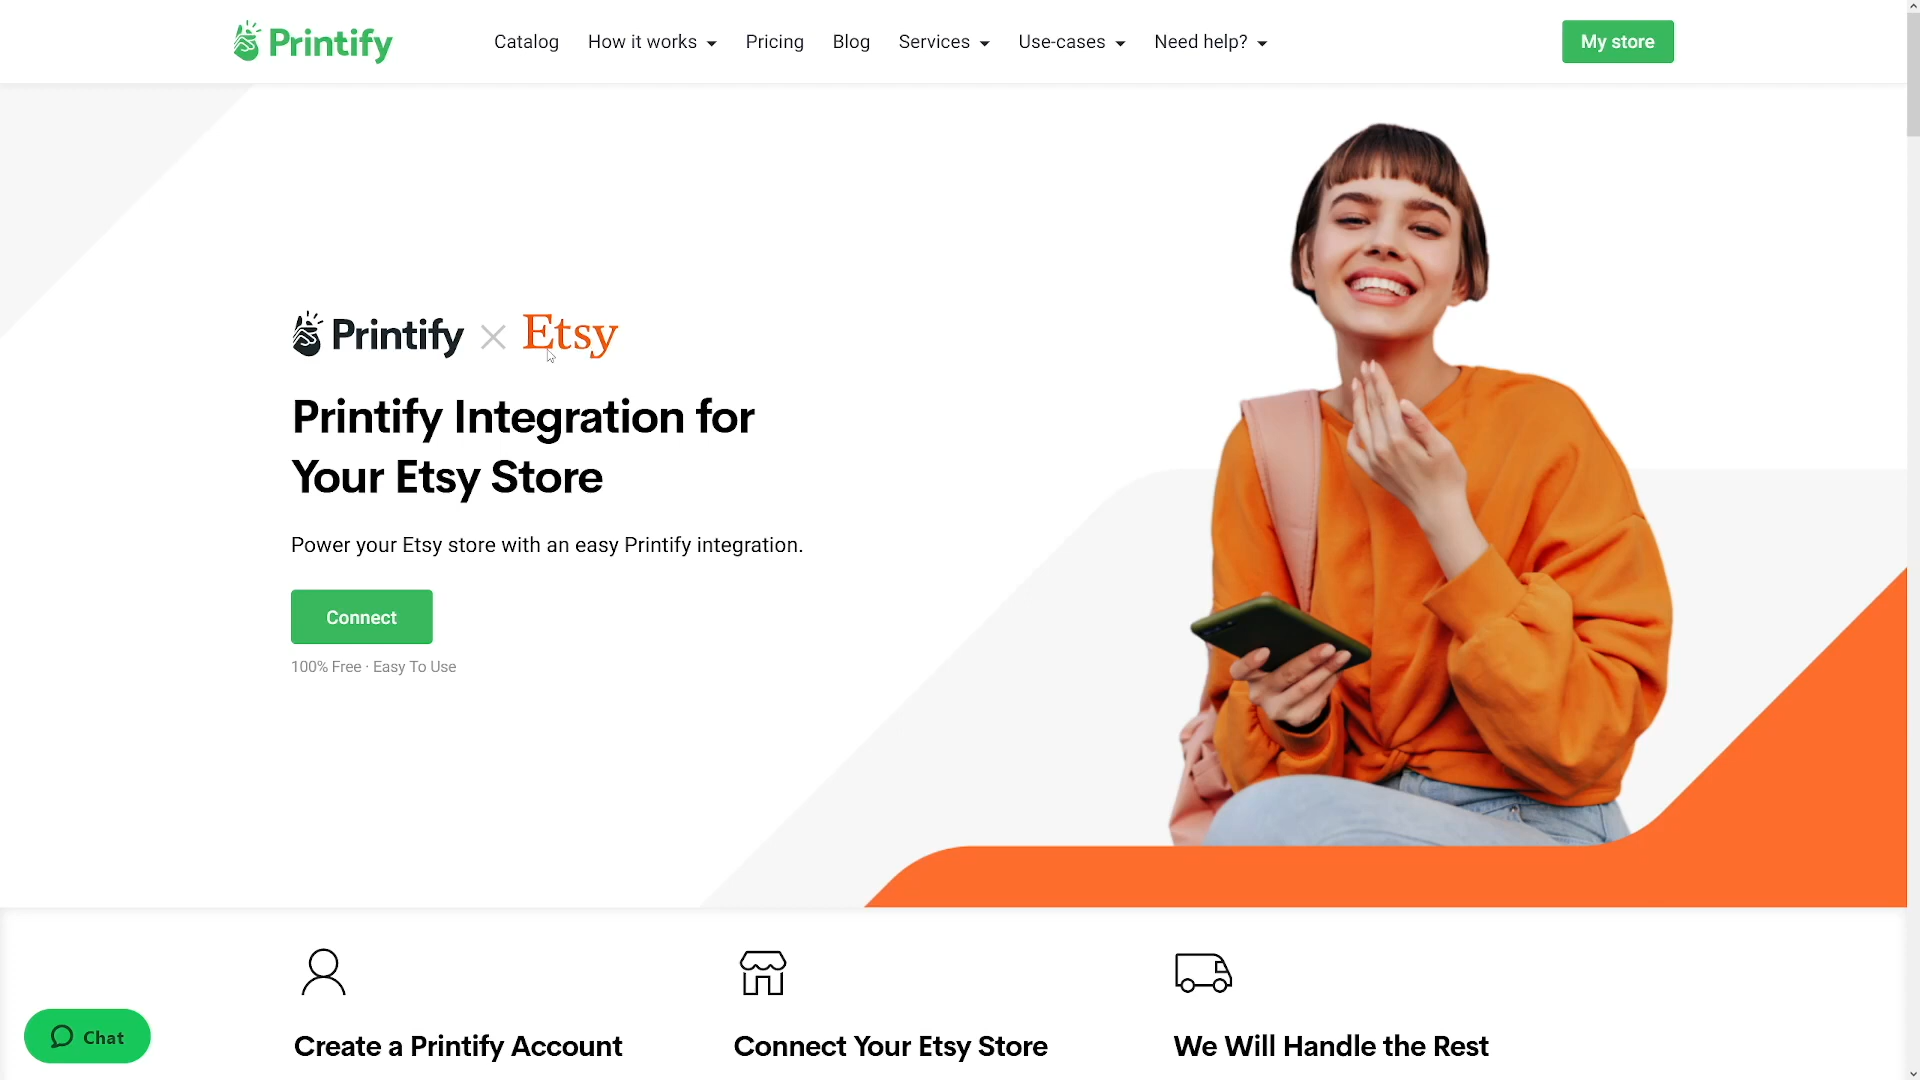 Printify
Catalog
How it works
Pricing
Blog
Services
Use-cases
Need help?
My store
Printify × Etsy
Printify Integration for
Your Etsy Store
Power your Etsy store with an easy Printify integration.
Connect
100% Free · Easy To Use
Create a Printify Account
Connect Your Etsy Store
We Will Handle the Rest
Chat